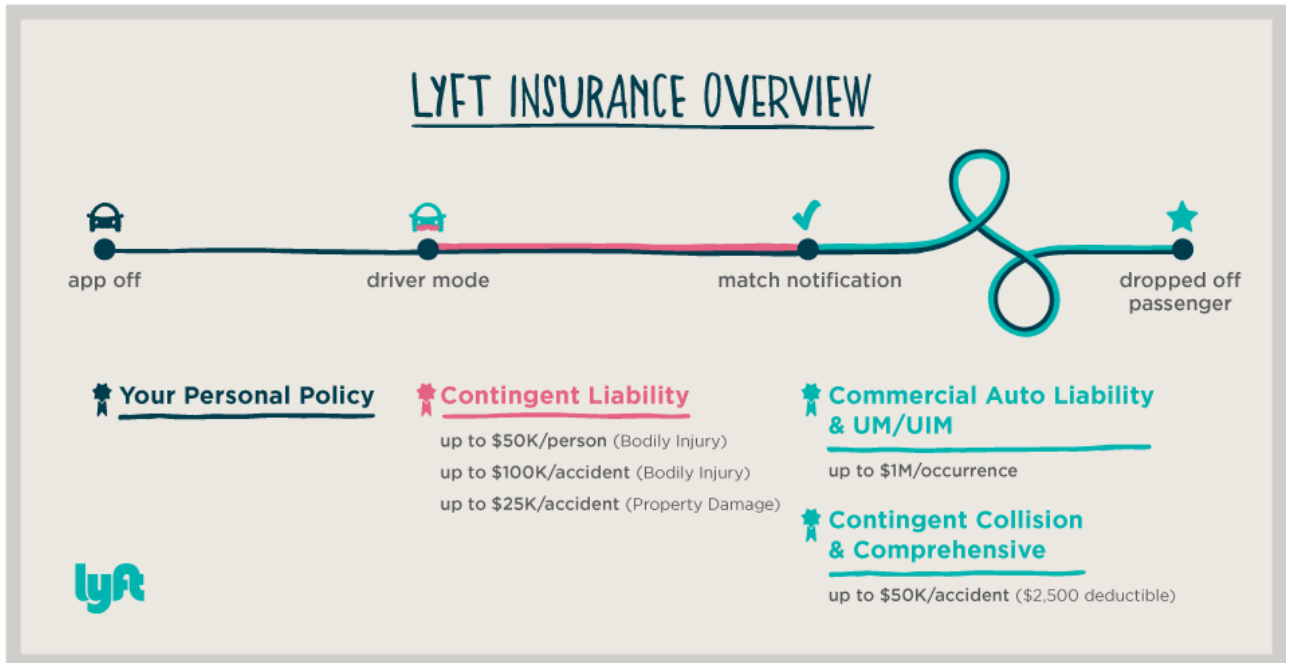 LYFT INSURANCE OVERVIEW
app off
driver mode
match notification
dropped off
passenger
Your Personal Policy
Contingent Liability
up to $50K/person (Bodily Injury)
up to $100K/accident (Bodily Injury)
up to $25K/accident (Property Damage)
Commercial Auto Liability
& UM/UIM
up to $1M/occurrence
Contingent Collision
& Comprehensive
up to $50K/accident ($2,500 deductible)
lyft